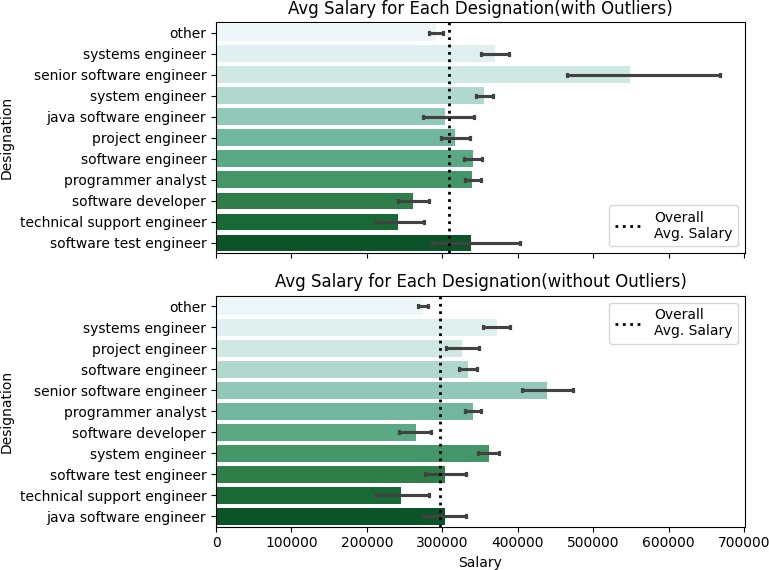 Avg Salary for Each Designation(with Outliers)
Designation
other
systems engineer
senior software engineer
system engineer
java software engineer
project engineer
software engineer
programmer analyst
software developer
technical support engineer
software test engineer
Overall
Avg. Salary
Avg Salary for Each Designation(without Outliers)
Designation
other
systems engineer
project engineer
software engineer
senior software engineer
programmer analyst
software developer
system engineer
software test engineer
technical support engineer
java software engineer
Overall
Avg. Salary
0 100000 200000 300000 400000 500000 600000 700000
Salary